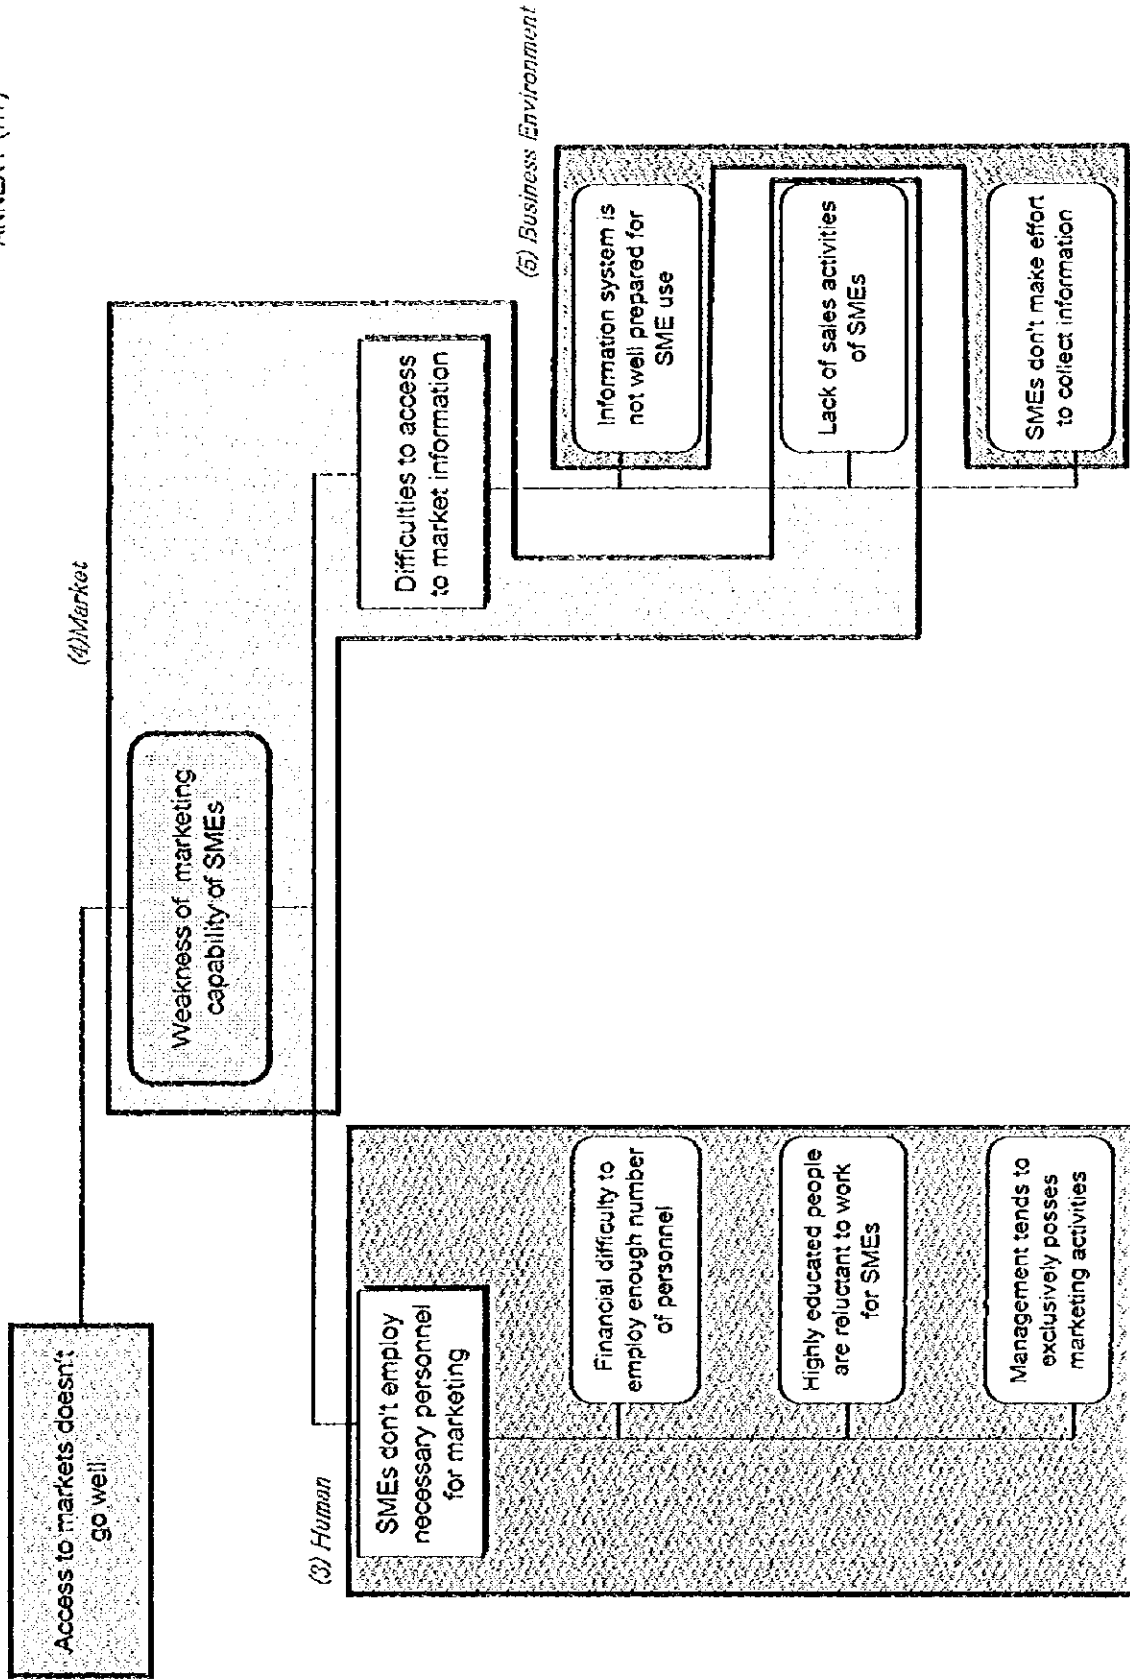 Access to markets doesn't
go well
(4)Market
Weakness of marketing
capability of SMEs
(3) Human
SMEs don't employ
necessary personnel
for marketing
Financial difficulty to
employ enough number
of personnel
Highly educated people
are reluctant to work
for SMEs
Management tends to
exclusively posses
marketing activities
Difficulties to access
to market information
(5) Business Environment
Information system is
not well prepared for
SME use
Lack of sales activities
of SMEs
SMEs don't make effort
to collect information